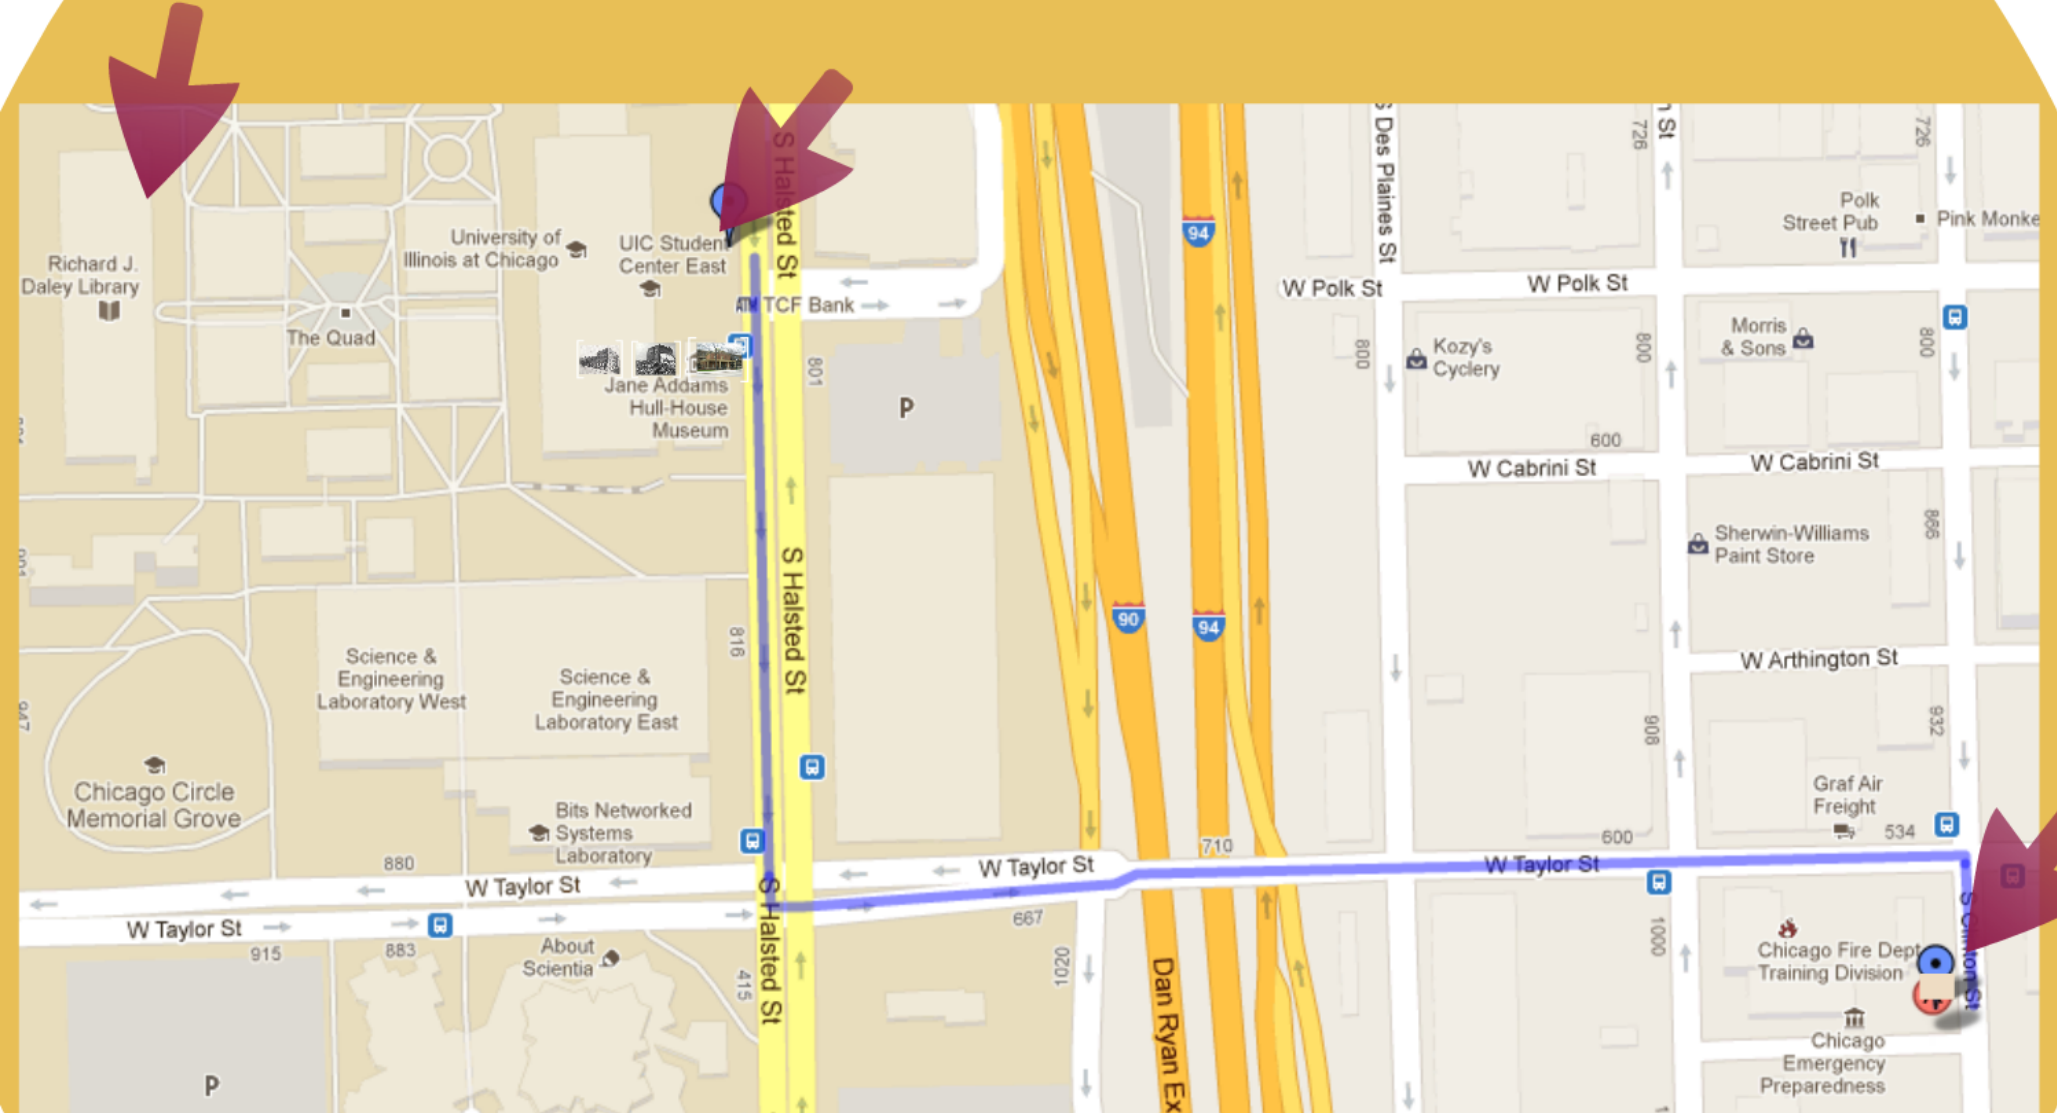 S Halsted St
S Des Plaines St
n St
726
726
94
Polk
Street Pub
Pink Monke
University of
Illinois at Chicago
UIC Student
Center East
Richard J.
Daley Library
The Quad
ATM TCF Bank
W Polk St
W Polk St
801
800
Kozy's
Cyclery
800
Morris
& Sons
800
Jane Addams
Hull-House
Museum
P
600
W Cabrini St
W Cabrini St
S Halsted St
866
Sherwin-Williams
Paint Store
90
94
816
Science &
Engineering
Laboratory West
Science &
Engineering
Laboratory East
W Arthington St
947
908
932
Chicago Circle
Memorial Grove
Bits Networked
Systems
Laboratory
Graf Air
Freight
534
600
710
880
W Taylor St
W Taylor St
W Taylor St
W Taylor St
915
883
667
S Halsted St
415
1020
1000
About
Scientia
Dan Ryan Ex
Chicago Fire Dept
Training Division
S Clinton St
Chicago
Emergency
Preparedness
P